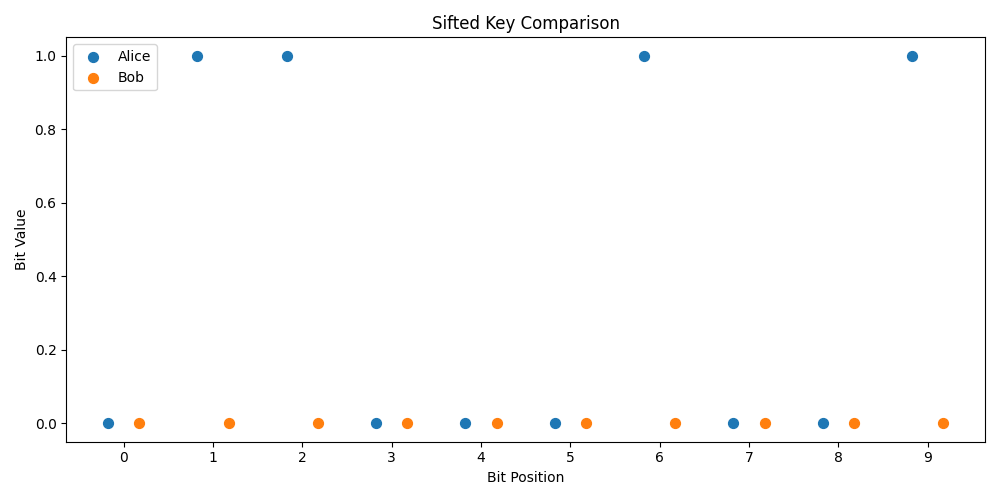 Sifted Key Comparison
Alice
Bob
1.0
0.8
0.6
0.4
0.2
0.0
Bit Value
0 1 2 3 4 5 6 7 8 9
Bit Position